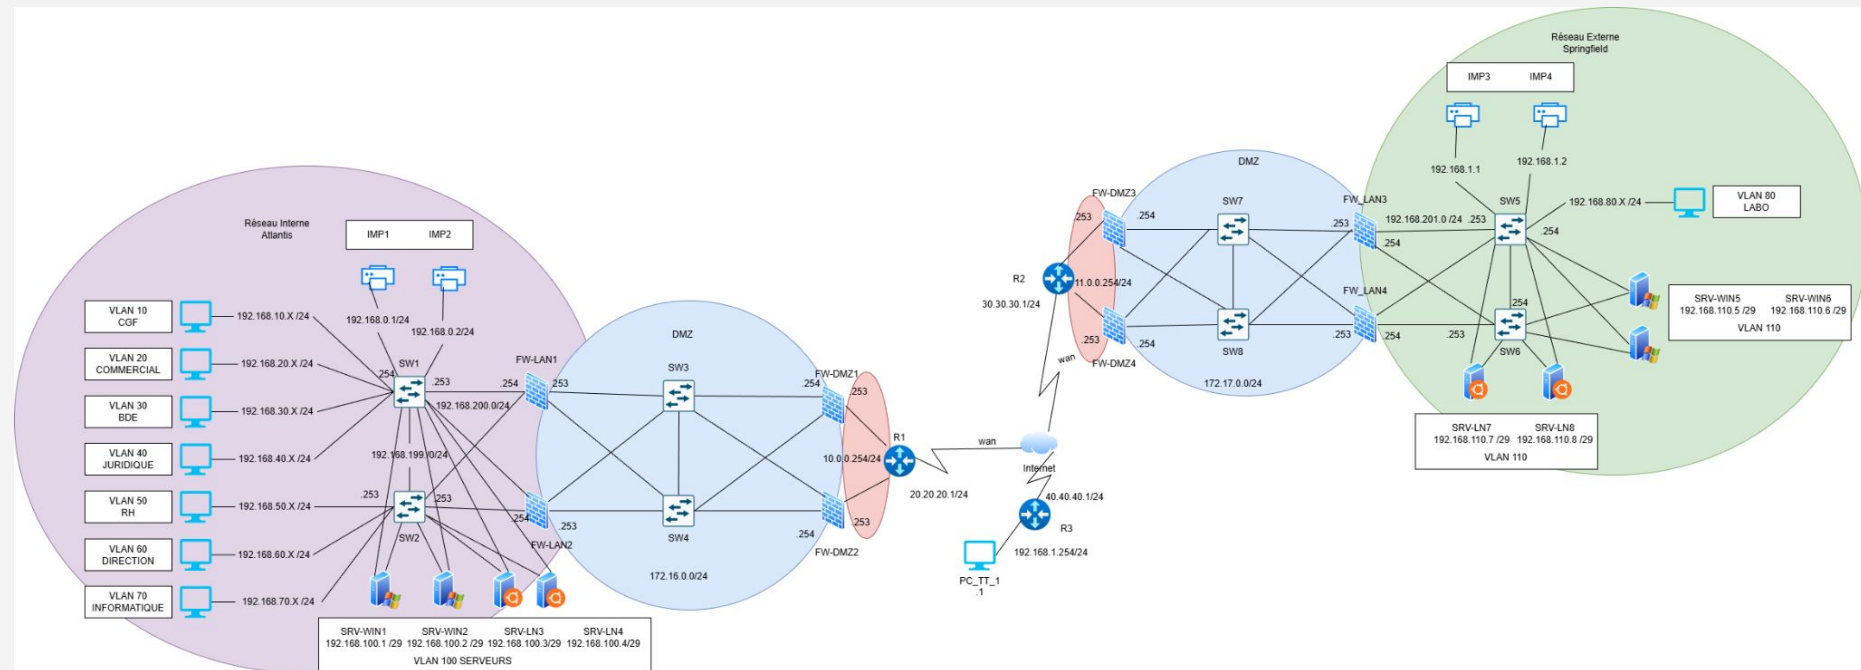 Réseau Interne
Atlantis
IMP1 IMP2
VLAN 10
CGF
192.168.10.X /24
VLAN 20
COMMERCIAL
192.168.20.X /24
VLAN 30
BDE
192.168.30.X /24
VLAN 40
JURIDIQUE
192.168.40.X /24
VLAN 50
RH
192.168.50.X /24
VLAN 60
DIRECTION
192.168.60.X /24
VLAN 70
INFORMATIQUE
192.168.70.X /24
192.168.0.1/24
192.168.0.2/24
SW1
.254
.253
192.168.200.0/24
192.168.199.0/24
.253
.253
SW2
SRV-WIN1 SRV-WIN2 SRV-LN3 SRV-LN4
192.168.100.1 /29 192.168.100.2 /29 192.168.100.3/29 192.168.100.4/29
VLAN 100 SERVEURS
FW-LAN1
.254
.253
.254
.253
FW-LAN2
DMZ
SW3
SW4
172.16.0.0/24
FW-DMZ1
.254
.253
.253
.254
FW-DMZ2
10.0.0.254/24
R1
20.20.20.1/24
wan
Internet
wan
40.40.40.1/24
R3
192.168.1.254/24
PC_TT_1
.1
R2
30.30.30.1/24
11.0.0.254/24
FW-DMZ3
.253
.254
.253
.254
FW-DMZ4
DMZ
SW7
SW8
172.17.0.0/24
FW_LAN3
.253
.254
FW_LAN4
.253
.254
Réseau Externe
Springfield
IMP3 IMP4
192.168.1.1
192.168.1.2
SW5
192.168.201.0 /24
.253
.254
192.168.80.X /24
VLAN 80
LABO
.254
.253
SW6
SRV-WIN5 SRV-WIN6
192.168.110.5 /29 192.168.110.6 /29
VLAN 110
SRV-LN7 SRV-LN8
192.168.110.7 /29 192.168.110.8 /29
VLAN 110